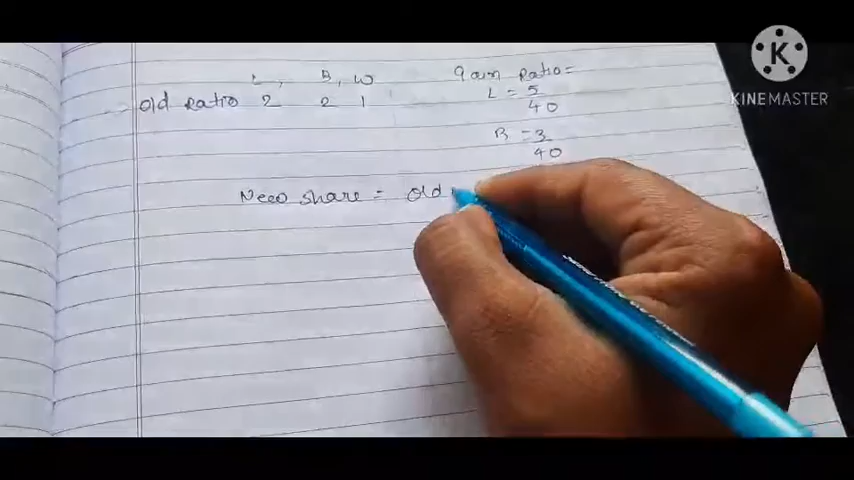 L, B, W
old Ratio 2 2 1
Gain Ratio =
L = 5
40
B = 3
40
New share = old
K
KINEMASTER